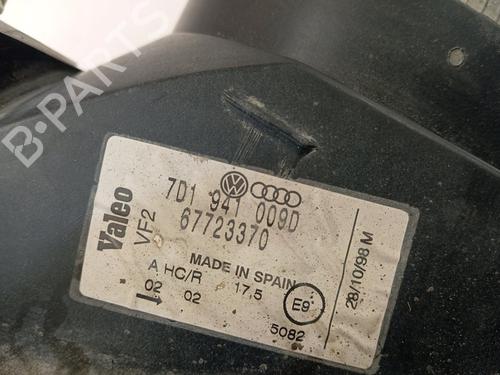 B-PARTS
Valeo
VF2
7D1 941 009D
67723370
MADE IN SPAIN
A HC/R 17,5
02 02
E9
5082
28/10/98 M